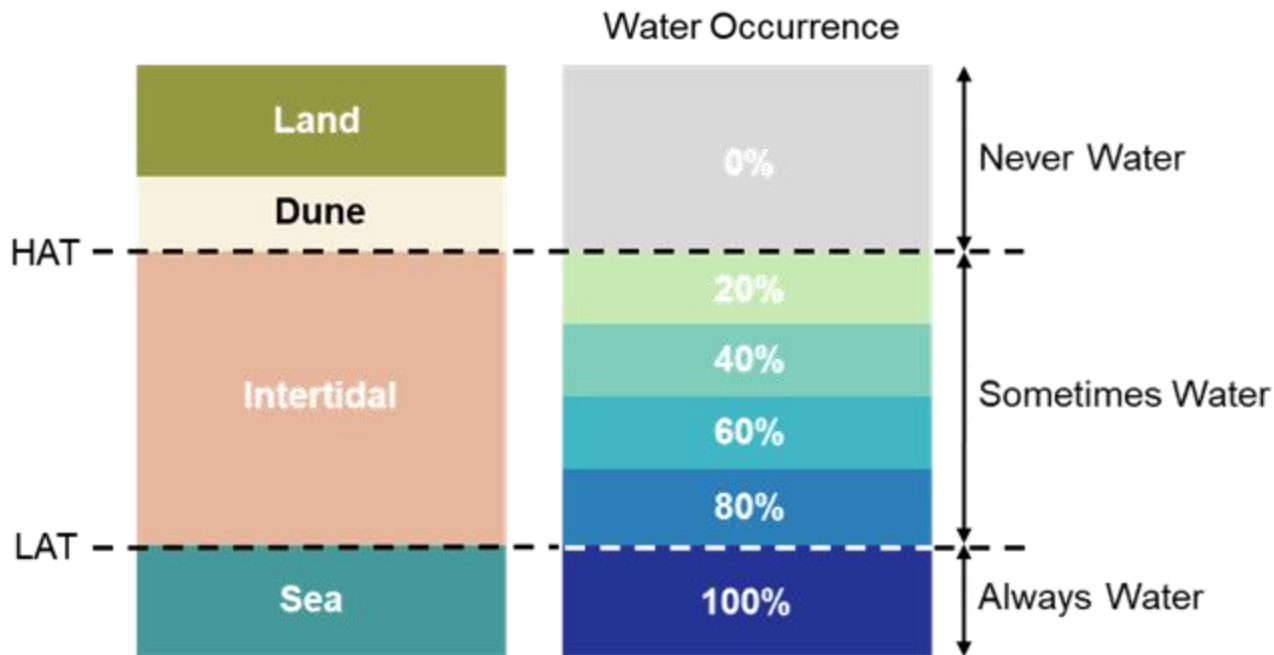 Water Occurrence
Land
0%
Never Water
Dune
HAT
20%
40%
Intertidal
Sometimes Water
60%
80%
LAT
Sea
100%
Always Water